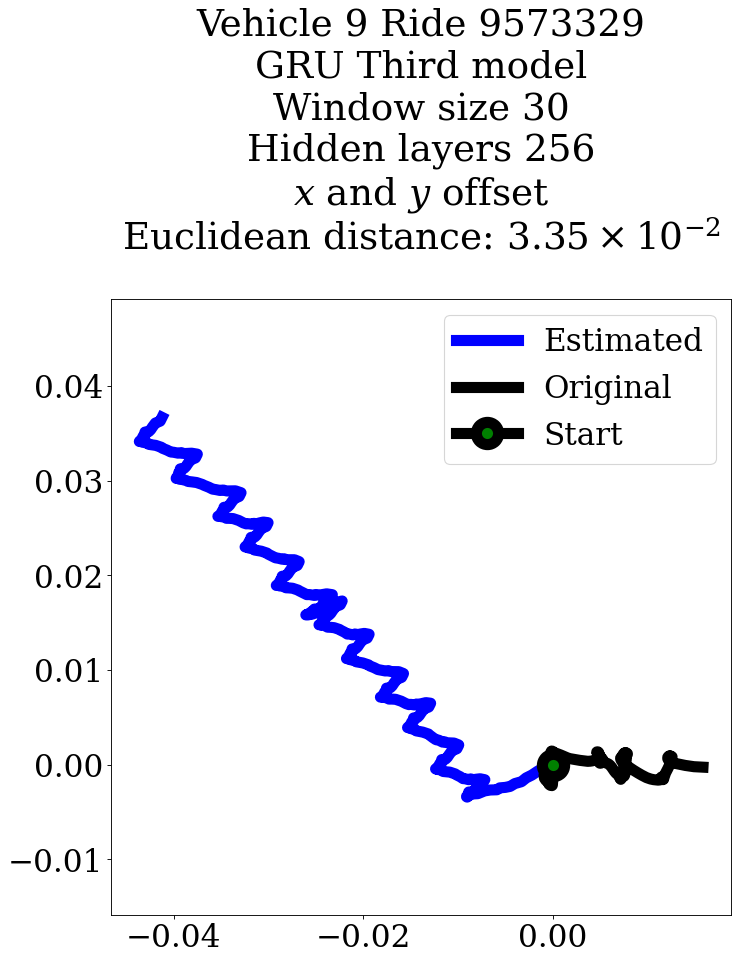 Vehicle 9 Ride 9573329
GRU Third model
Window size 30
Hidden layers 256
x and y offset
Euclidean distance: 3.35 × 10⁻²
Estimated
Original
Start
0.04
0.03
0.02
0.01
0.00
−0.01
−0.04
−0.02
0.00